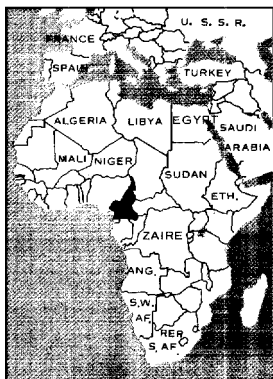 U. S. S. R.
FRANCE
SPAIN
TURKEY
ALGERIA
LIBYA
EGYPT
SAUDI
ARABIA
MALI
NIGER
SUDAN
ETH.
ZAIRE
ANG.
S.W.
AF.
REP.
S. AF.